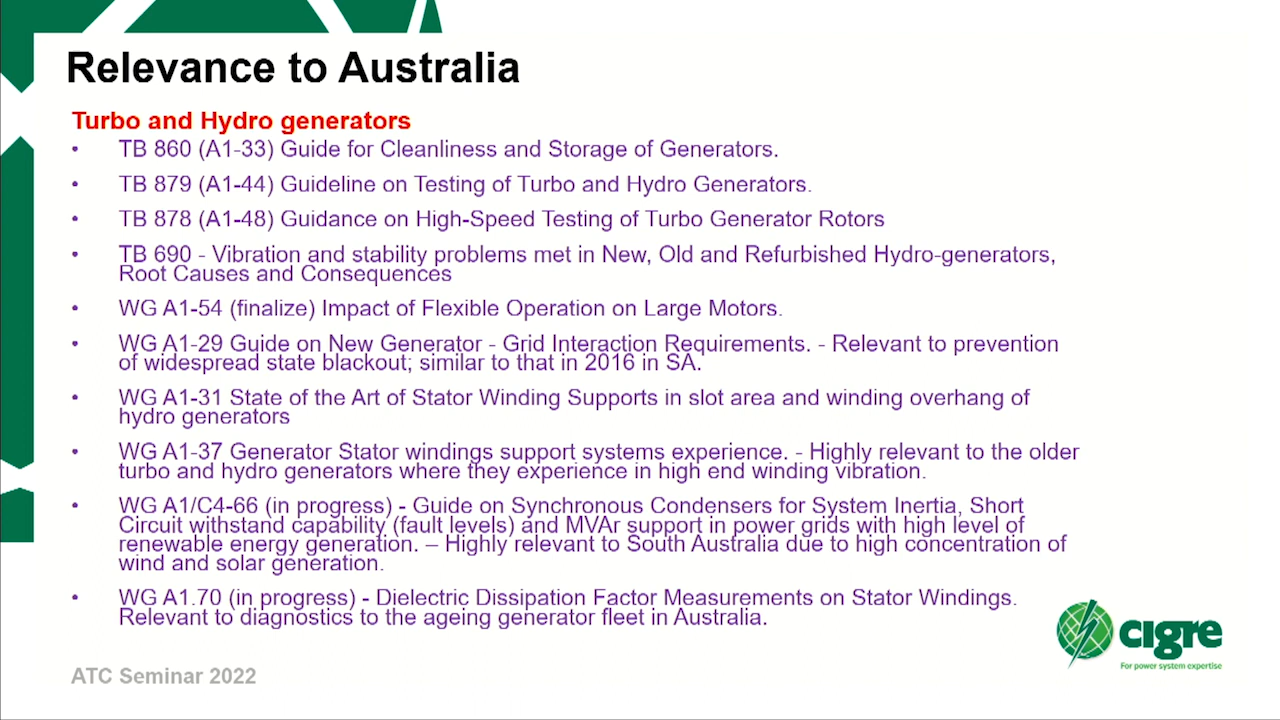 Relevance to Australia
Turbo and Hydro generators
• TB 860 (A1-33) Guide for Cleanliness and Storage of Generators.
• TB 879 (A1-44) Guideline on Testing of Turbo and Hydro Generators.
• TB 878 (A1-48) Guidance on High-Speed Testing of Turbo Generator Rotors
• TB 690 - Vibration and stability problems met in New, Old and Refurbished Hydro-generators,
Root Causes and Consequences
• WG A1-54 (finalize) Impact of Flexible Operation on Large Motors.
• WG A1-29 Guide on New Generator - Grid Interaction Requirements. - Relevant to prevention
of widespread state blackout; similar to that in 2016 in SA.
• WG A1-31 State of the Art of Stator Winding Supports in slot area and winding overhang of
hydro generators
• WG A1-37 Generator Stator windings support systems experience. - Highly relevant to the older
turbo and hydro generators where they experience in high end winding vibration.
• WG A1/C4-66 (in progress) - Guide on Synchronous Condensers for System Inertia, Short
Circuit withstand capability (fault levels) and MVAr support in power grids with high level of
renewable energy generation. – Highly relevant to South Australia due to high concentration of
wind and solar generation.
• WG A1.70 (in progress) - Dielectric Dissipation Factor Measurements on Stator Windings.
Relevant to diagnostics to the ageing generator fleet in Australia.
cigre
For power system expertise
ATC Seminar 2022